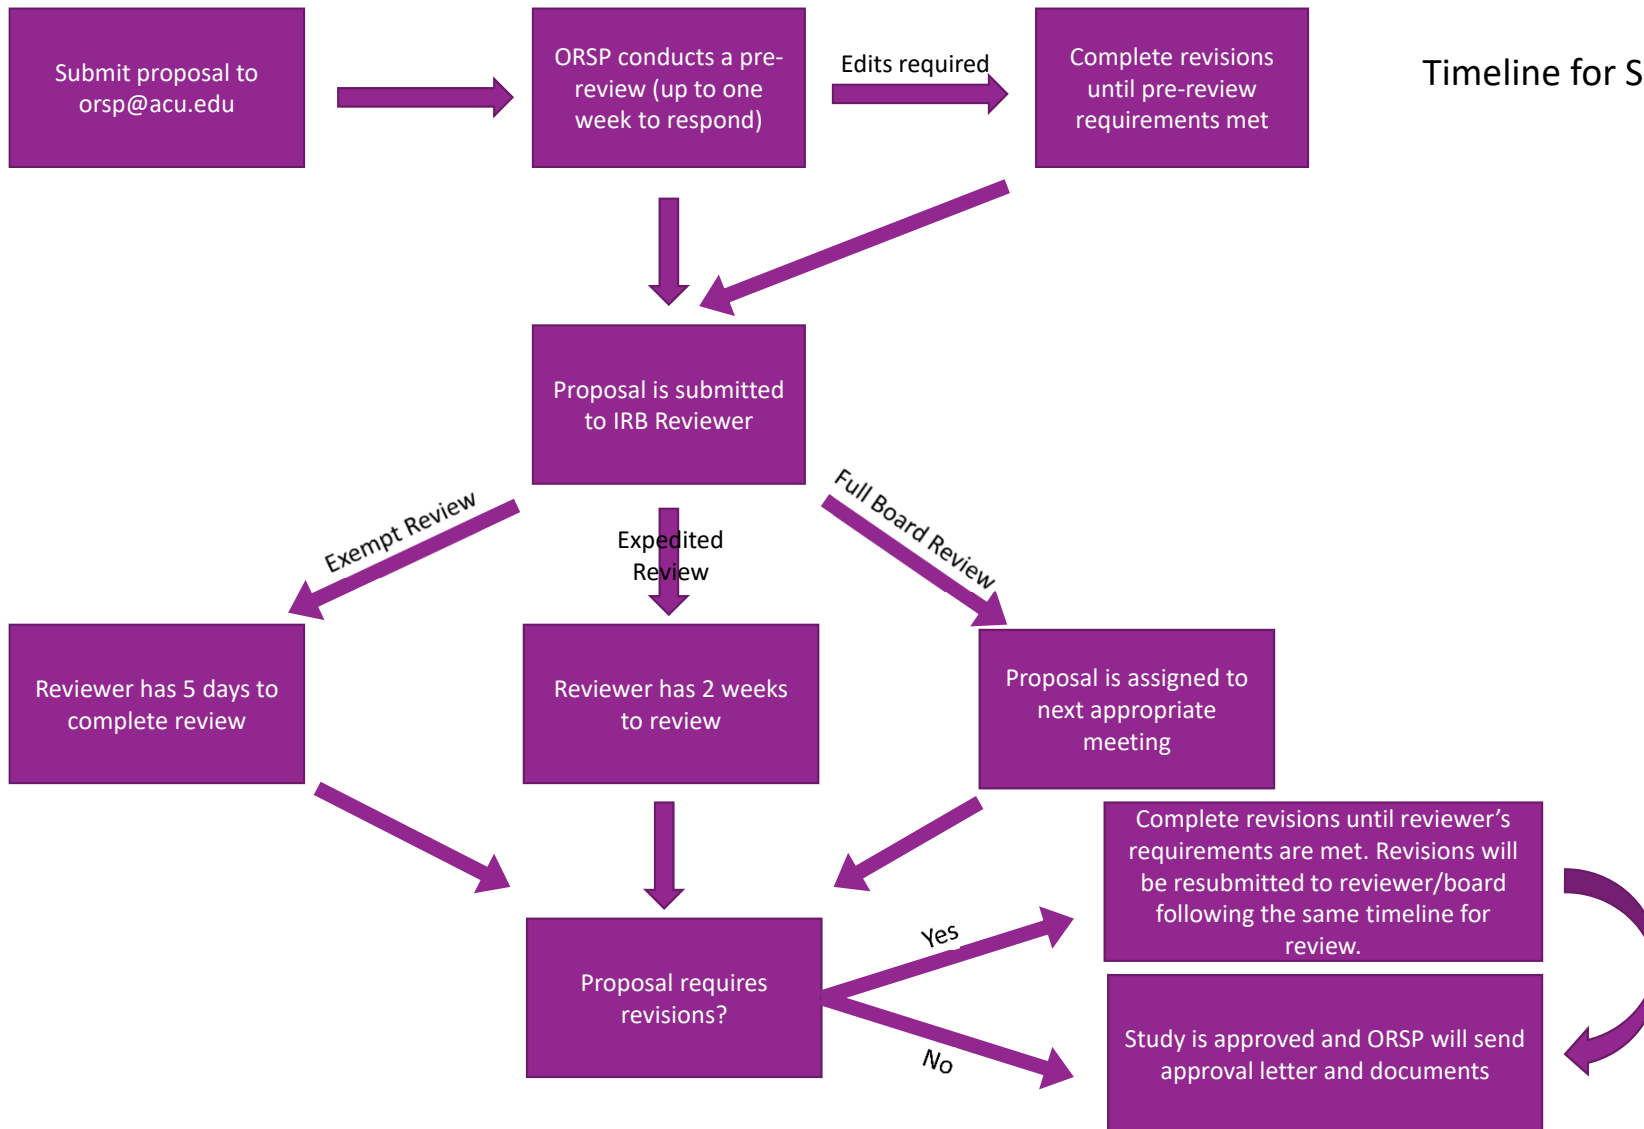 Submit proposal to
orsp@acu.edu
ORSP conducts a pre-
review (up to one
week to respond)
Edits required
Complete revisions
until pre-review
requirements met
Timeline for S
Proposal is submitted
to IRB Reviewer
Exempt Review
Expedited
Review
Full Board Review
Reviewer has 5 days to
complete review
Reviewer has 2 weeks
to review
Proposal is assigned to
next appropriate
meeting
Proposal requires
revisions?
Yes
No
Complete revisions until reviewer’s
requirements are met. Revisions will
be resubmitted to reviewer/board
following the same timeline for
review.
Study is approved and ORSP will send
approval letter and documents